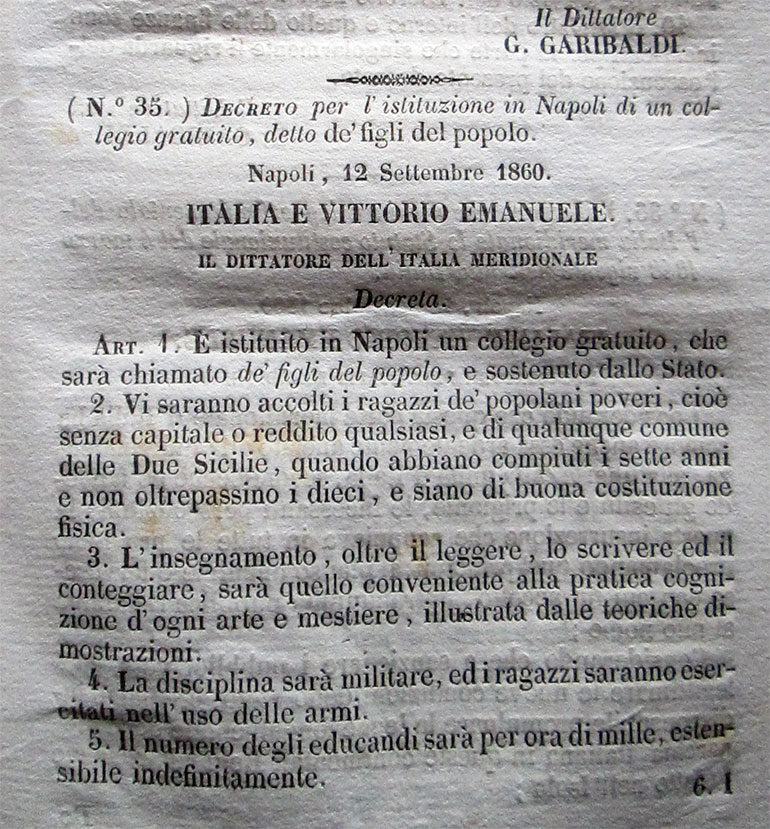 Il Dittatore
G. GARIBALDI.
( N.º 35. ) DECRETO per l'istituzione in Napoli di un col-
legio gratuito, detto de' figli del popolo.
Napoli, 12 Settembre 1860.
ITALIA E VITTORIO EMANUELE.
IL DITTATORE DELL'ITALIA MERIDIONALE
Decreta.
ART. 1. È istituito in Napoli un collegio gratuito, che
sarà chiamato de' figli del popolo, e sostenuto dallo Stato.
2. Vi saranno accolti i ragazzi de' popolani poveri, cioè
senza capitale o reddito qualsiasi, e di qualunque comune
delle Due Sicilie, quando abbiano compiuti i sette anni
e non oltrepassino i dieci, e siano di buona costituzione
fisica.
3. L'insegnamento, oltre il leggere, lo scrivere ed il
conteggiare, sarà quello conveniente alla pratica cogni-
zione d'ogni arte e mestiere, illustrata dalle teoriche di-
mostrazioni.
4. La disciplina sarà militare, ed i ragazzi saranno eser-
citati nell'uso delle armi.
5. Il numero degli educandi sarà per ora di mille, esten-
sibile indefinitamente.
6. I